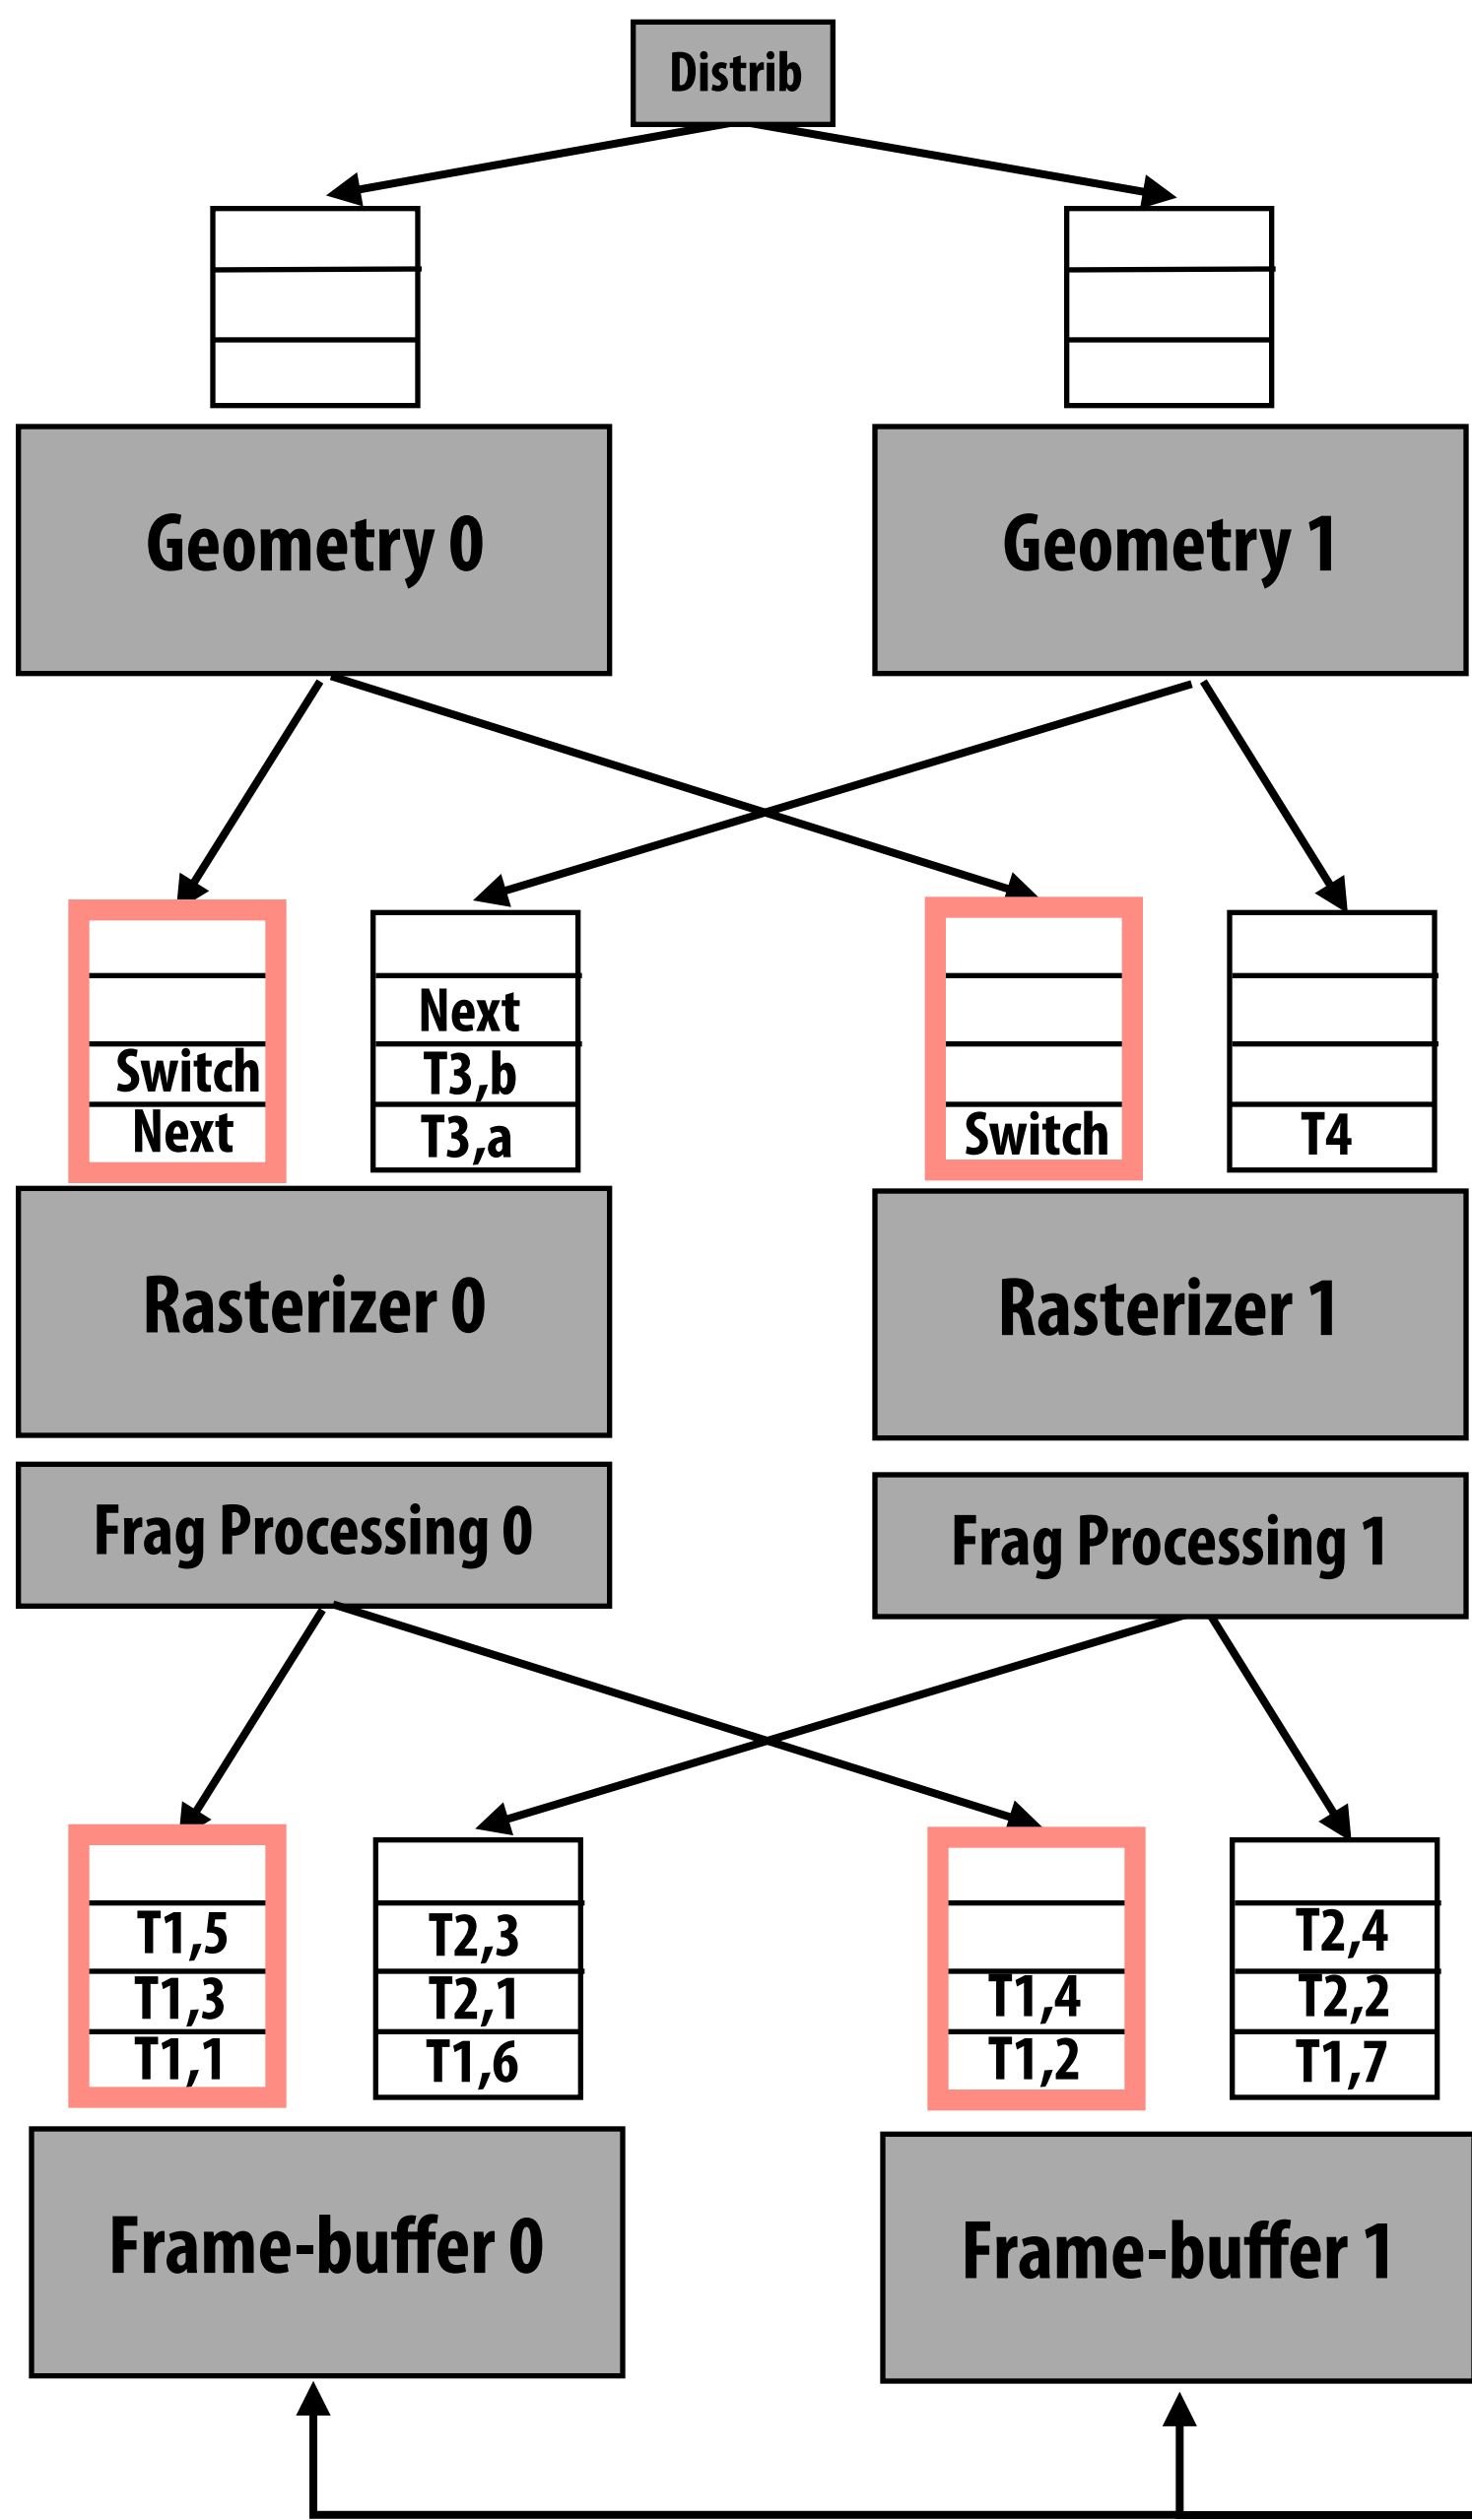 Distrib
Geometry 0
Geometry 1
Switch
Next
Next
T3,b
T3,a
Switch
T4
Rasterizer 0
Rasterizer 1
Frag Processing 0
Frag Processing 1
T1,5
T1,3
T1,1
T2,3
T2,1
T1,6
T1,4
T1,2
T2,4
T2,2
T1,7
Frame-buffer 0
Frame-buffer 1